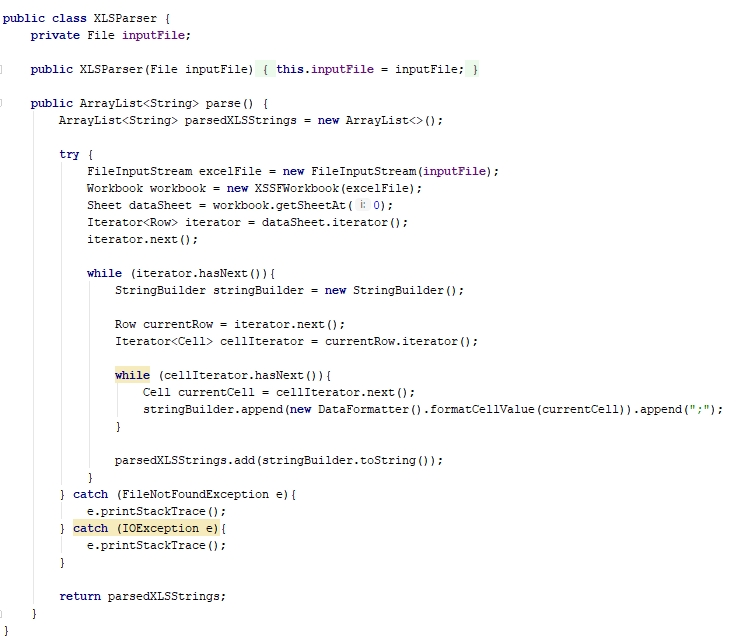 public class XLSParser {
    private File inputFile;

    public XLSParser(File inputFile) { this.inputFile = inputFile; }

    public ArrayList<String> parse() {
        ArrayList<String> parsedXLSStrings = new ArrayList<>();

        try {
            FileInputStream excelFile = new FileInputStream(inputFile);
            Workbook workbook = new XSSFWorkbook(excelFile);
            Sheet dataSheet = workbook.getSheetAt( i: 0);
            Iterator<Row> iterator = dataSheet.iterator();
            iterator.next();

            while (iterator.hasNext()){
                StringBuilder stringBuilder = new StringBuilder();

                Row currentRow = iterator.next();
                Iterator<Cell> cellIterator = currentRow.iterator();

                while (cellIterator.hasNext()){
                    Cell currentCell = cellIterator.next();
                    stringBuilder.append(new DataFormatter().formatCellValue(currentCell)).append(";");
                }

                parsedXLSStrings.add(stringBuilder.toString());
            }
        } catch (FileNotFoundException e){
            e.printStackTrace();
        } catch (IOException e){
            e.printStackTrace();
        }

        return parsedXLSStrings;
    }
}